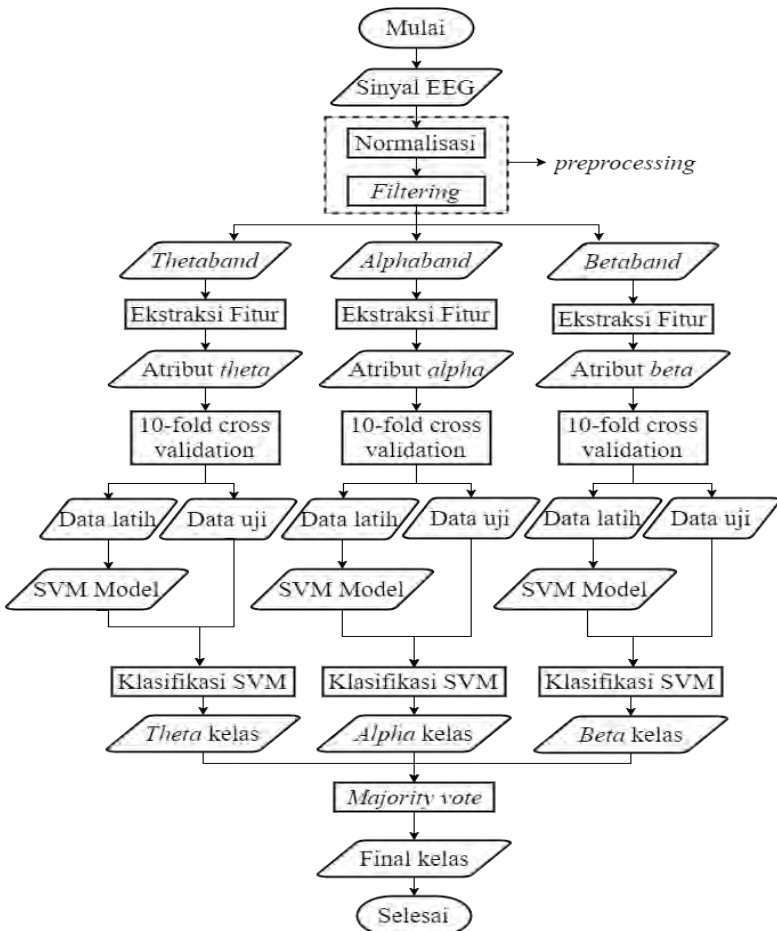 Mulai
Sinyal EEG
Normalisasi
preprocessing
Filtering
Thetaband
Alphaband
Betaband
Ekstraksi Fitur
Ekstraksi Fitur
Ekstraksi Fitur
Atribut theta
Atribut alpha
Atribut beta
10-fold cross
validation
10-fold cross
validation
10-fold cross
validation
Data latih
Data uji
Data latih
Data uji
Data latih
Data uji
SVM Model
SVM Model
SVM Model
Klasifikasi SVM
Klasifikasi SVM
Klasifikasi SVM
Theta kelas
Alpha kelas
Beta kelas
Majority vote
Final kelas
Selesai